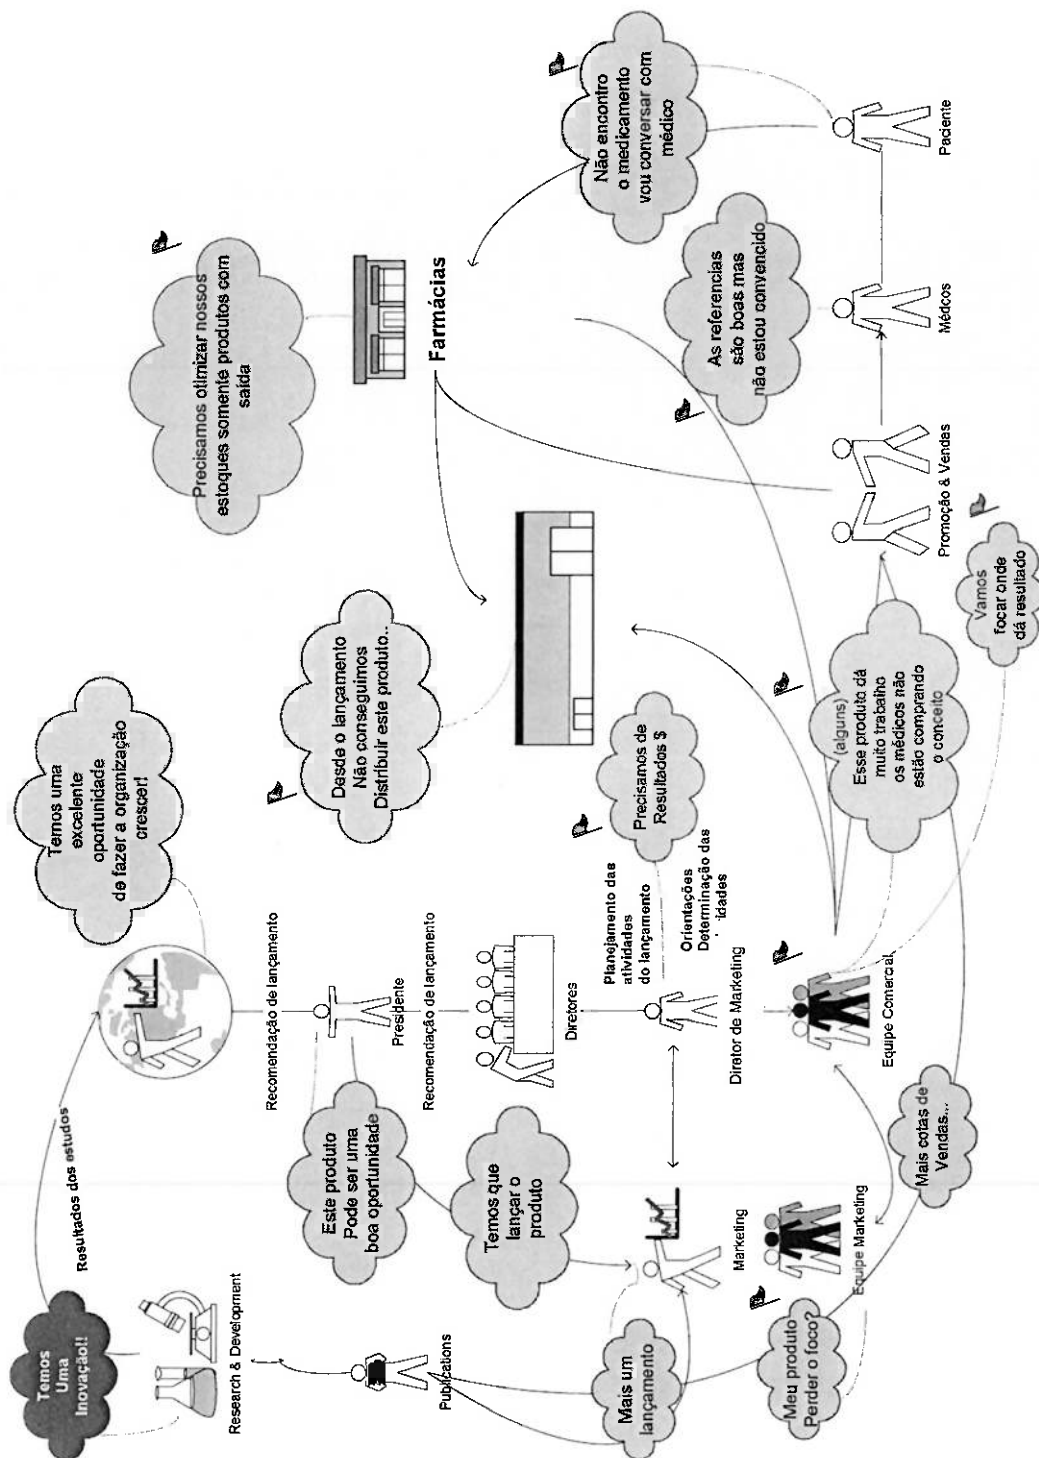 Temos
Uma
Inovação!!
Research & Development
Resultados dos estudos
Temos uma
excelente
oportunidade
de fazer a organização
crescer!
Precisamos otimizar nossos
estoques somente produtos com
saída
Publications
Este produto
Pode ser uma
boa oportunidade
Recomendação de lançamento
Presidente
Recomendação de lançamento
Desde o lançamento
Não conseguimos
Distribuir este produto..
Farmácias
Não encontro
o medicamento
vou conversar com
médico
Temos que
lançar o
produto
Diretores
Mais um
lançamento
Marketing
Planejamento das
atividades
do lançamento
Precisamos de
Resultados $
Orientações
Determinação das
Diretor de Marketing
As referencias
são boas mas
não estou convencido
Meu produto
Perder o foco?
Equipe Marketing
Equipe Comercial
(alguns)
Esse produto dá
muito trabalho
os médicos não
estão comprando
o conceito
Promoção & Vendas
Médcos
Paciente
Mais cotas de
Vendas...
Vamos
focar onde
dá resultado